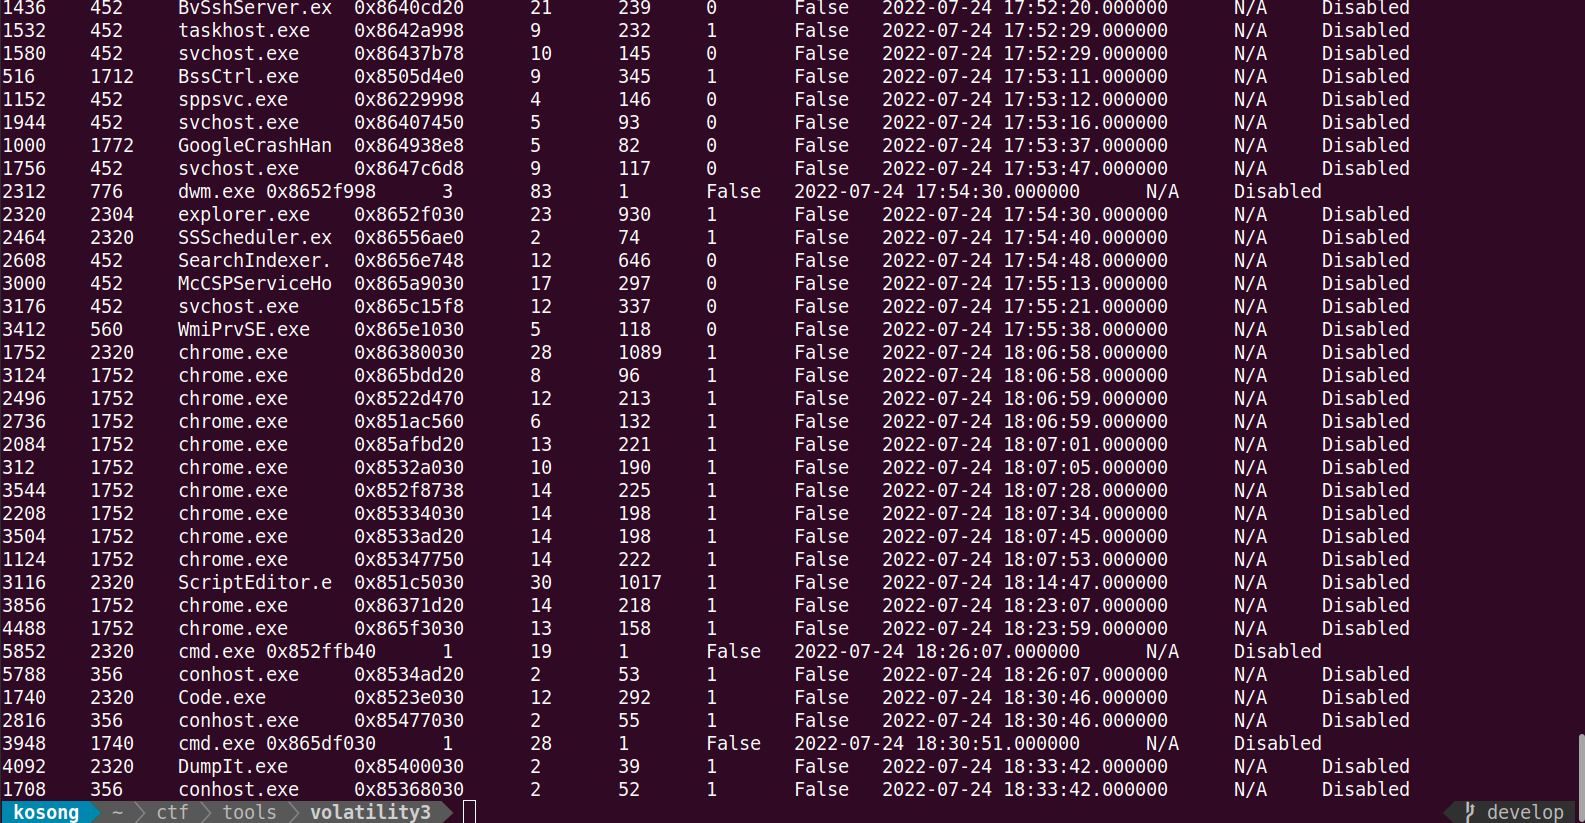 1436 452 BvSshServer.ex 0x8640cd20 21 239 0 False 2022-07-24 17:52:20.000000 N/A Disabled
1532 452 taskhost.exe 0x8642a998 9 232 1 False 2022-07-24 17:52:29.000000 N/A Disabled
1580 452 svchost.exe 0x86437b78 10 145 0 False 2022-07-24 17:52:29.000000 N/A Disabled
516 1712 BssCtrl.exe 0x8505d4e0 9 345 1 False 2022-07-24 17:53:11.000000 N/A Disabled
1152 452 sppsvc.exe 0x86229998 4 146 0 False 2022-07-24 17:53:12.000000 N/A Disabled
1944 452 svchost.exe 0x86407450 5 93 0 False 2022-07-24 17:53:16.000000 N/A Disabled
1000 1772 GoogleCrashHan 0x864938e8 5 82 0 False 2022-07-24 17:53:37.000000 N/A Disabled
1756 452 svchost.exe 0x8647c6d8 9 117 0 False 2022-07-24 17:53:47.000000 N/A Disabled
2312 776 dwm.exe 0x8652f998 3 83 1 False 2022-07-24 17:54:30.000000 N/A Disabled
2320 2304 explorer.exe 0x8652f030 23 930 1 False 2022-07-24 17:54:30.000000 N/A Disabled
2464 2320 SSScheduler.ex 0x86556ae0 2 74 1 False 2022-07-24 17:54:40.000000 N/A Disabled
2608 452 SearchIndexer. 0x8656e748 12 646 0 False 2022-07-24 17:54:48.000000 N/A Disabled
3000 452 McCSPServiceHo 0x865a9030 17 297 0 False 2022-07-24 17:55:13.000000 N/A Disabled
3176 452 svchost.exe 0x865c15f8 12 337 0 False 2022-07-24 17:55:21.000000 N/A Disabled
3412 560 WmiPrvSE.exe 0x865e1030 5 118 0 False 2022-07-24 17:55:38.000000 N/A Disabled
1752 2320 chrome.exe 0x86380030 28 1089 1 False 2022-07-24 18:06:58.000000 N/A Disabled
3124 1752 chrome.exe 0x865bdd20 8 96 1 False 2022-07-24 18:06:58.000000 N/A Disabled
2496 1752 chrome.exe 0x8522d470 12 213 1 False 2022-07-24 18:06:59.000000 N/A Disabled
2736 1752 chrome.exe 0x851ac560 6 132 1 False 2022-07-24 18:06:59.000000 N/A Disabled
2084 1752 chrome.exe 0x85afbd20 13 221 1 False 2022-07-24 18:07:01.000000 N/A Disabled
312 1752 chrome.exe 0x8532a030 10 190 1 False 2022-07-24 18:07:05.000000 N/A Disabled
3544 1752 chrome.exe 0x852f8738 14 225 1 False 2022-07-24 18:07:28.000000 N/A Disabled
2208 1752 chrome.exe 0x85334030 14 198 1 False 2022-07-24 18:07:34.000000 N/A Disabled
3504 1752 chrome.exe 0x8533ad20 14 198 1 False 2022-07-24 18:07:45.000000 N/A Disabled
1124 1752 chrome.exe 0x85347750 14 222 1 False 2022-07-24 18:07:53.000000 N/A Disabled
3116 2320 ScriptEditor.e 0x851c5030 30 1017 1 False 2022-07-24 18:14:47.000000 N/A Disabled
3856 1752 chrome.exe 0x86371d20 14 218 1 False 2022-07-24 18:23:07.000000 N/A Disabled
4488 1752 chrome.exe 0x865f3030 13 158 1 False 2022-07-24 18:23:59.000000 N/A Disabled
5852 2320 cmd.exe 0x852ffb40 1 19 1 False 2022-07-24 18:26:07.000000 N/A Disabled
5788 356 conhost.exe 0x8534ad20 2 53 1 False 2022-07-24 18:26:07.000000 N/A Disabled
1740 2320 Code.exe 0x8523e030 12 292 1 False 2022-07-24 18:30:46.000000 N/A Disabled
2816 356 conhost.exe 0x85477030 2 55 1 False 2022-07-24 18:30:46.000000 N/A Disabled
3948 1740 cmd.exe 0x865df030 1 28 1 False 2022-07-24 18:30:51.000000 N/A Disabled
4092 2320 DumpIt.exe 0x85400030 2 39 1 False 2022-07-24 18:33:42.000000 N/A Disabled
1708 356 conhost.exe 0x85368030 2 52 1 False 2022-07-24 18:33:42.000000 N/A Disabled
kosong ~ ctf tools volatility3 develop